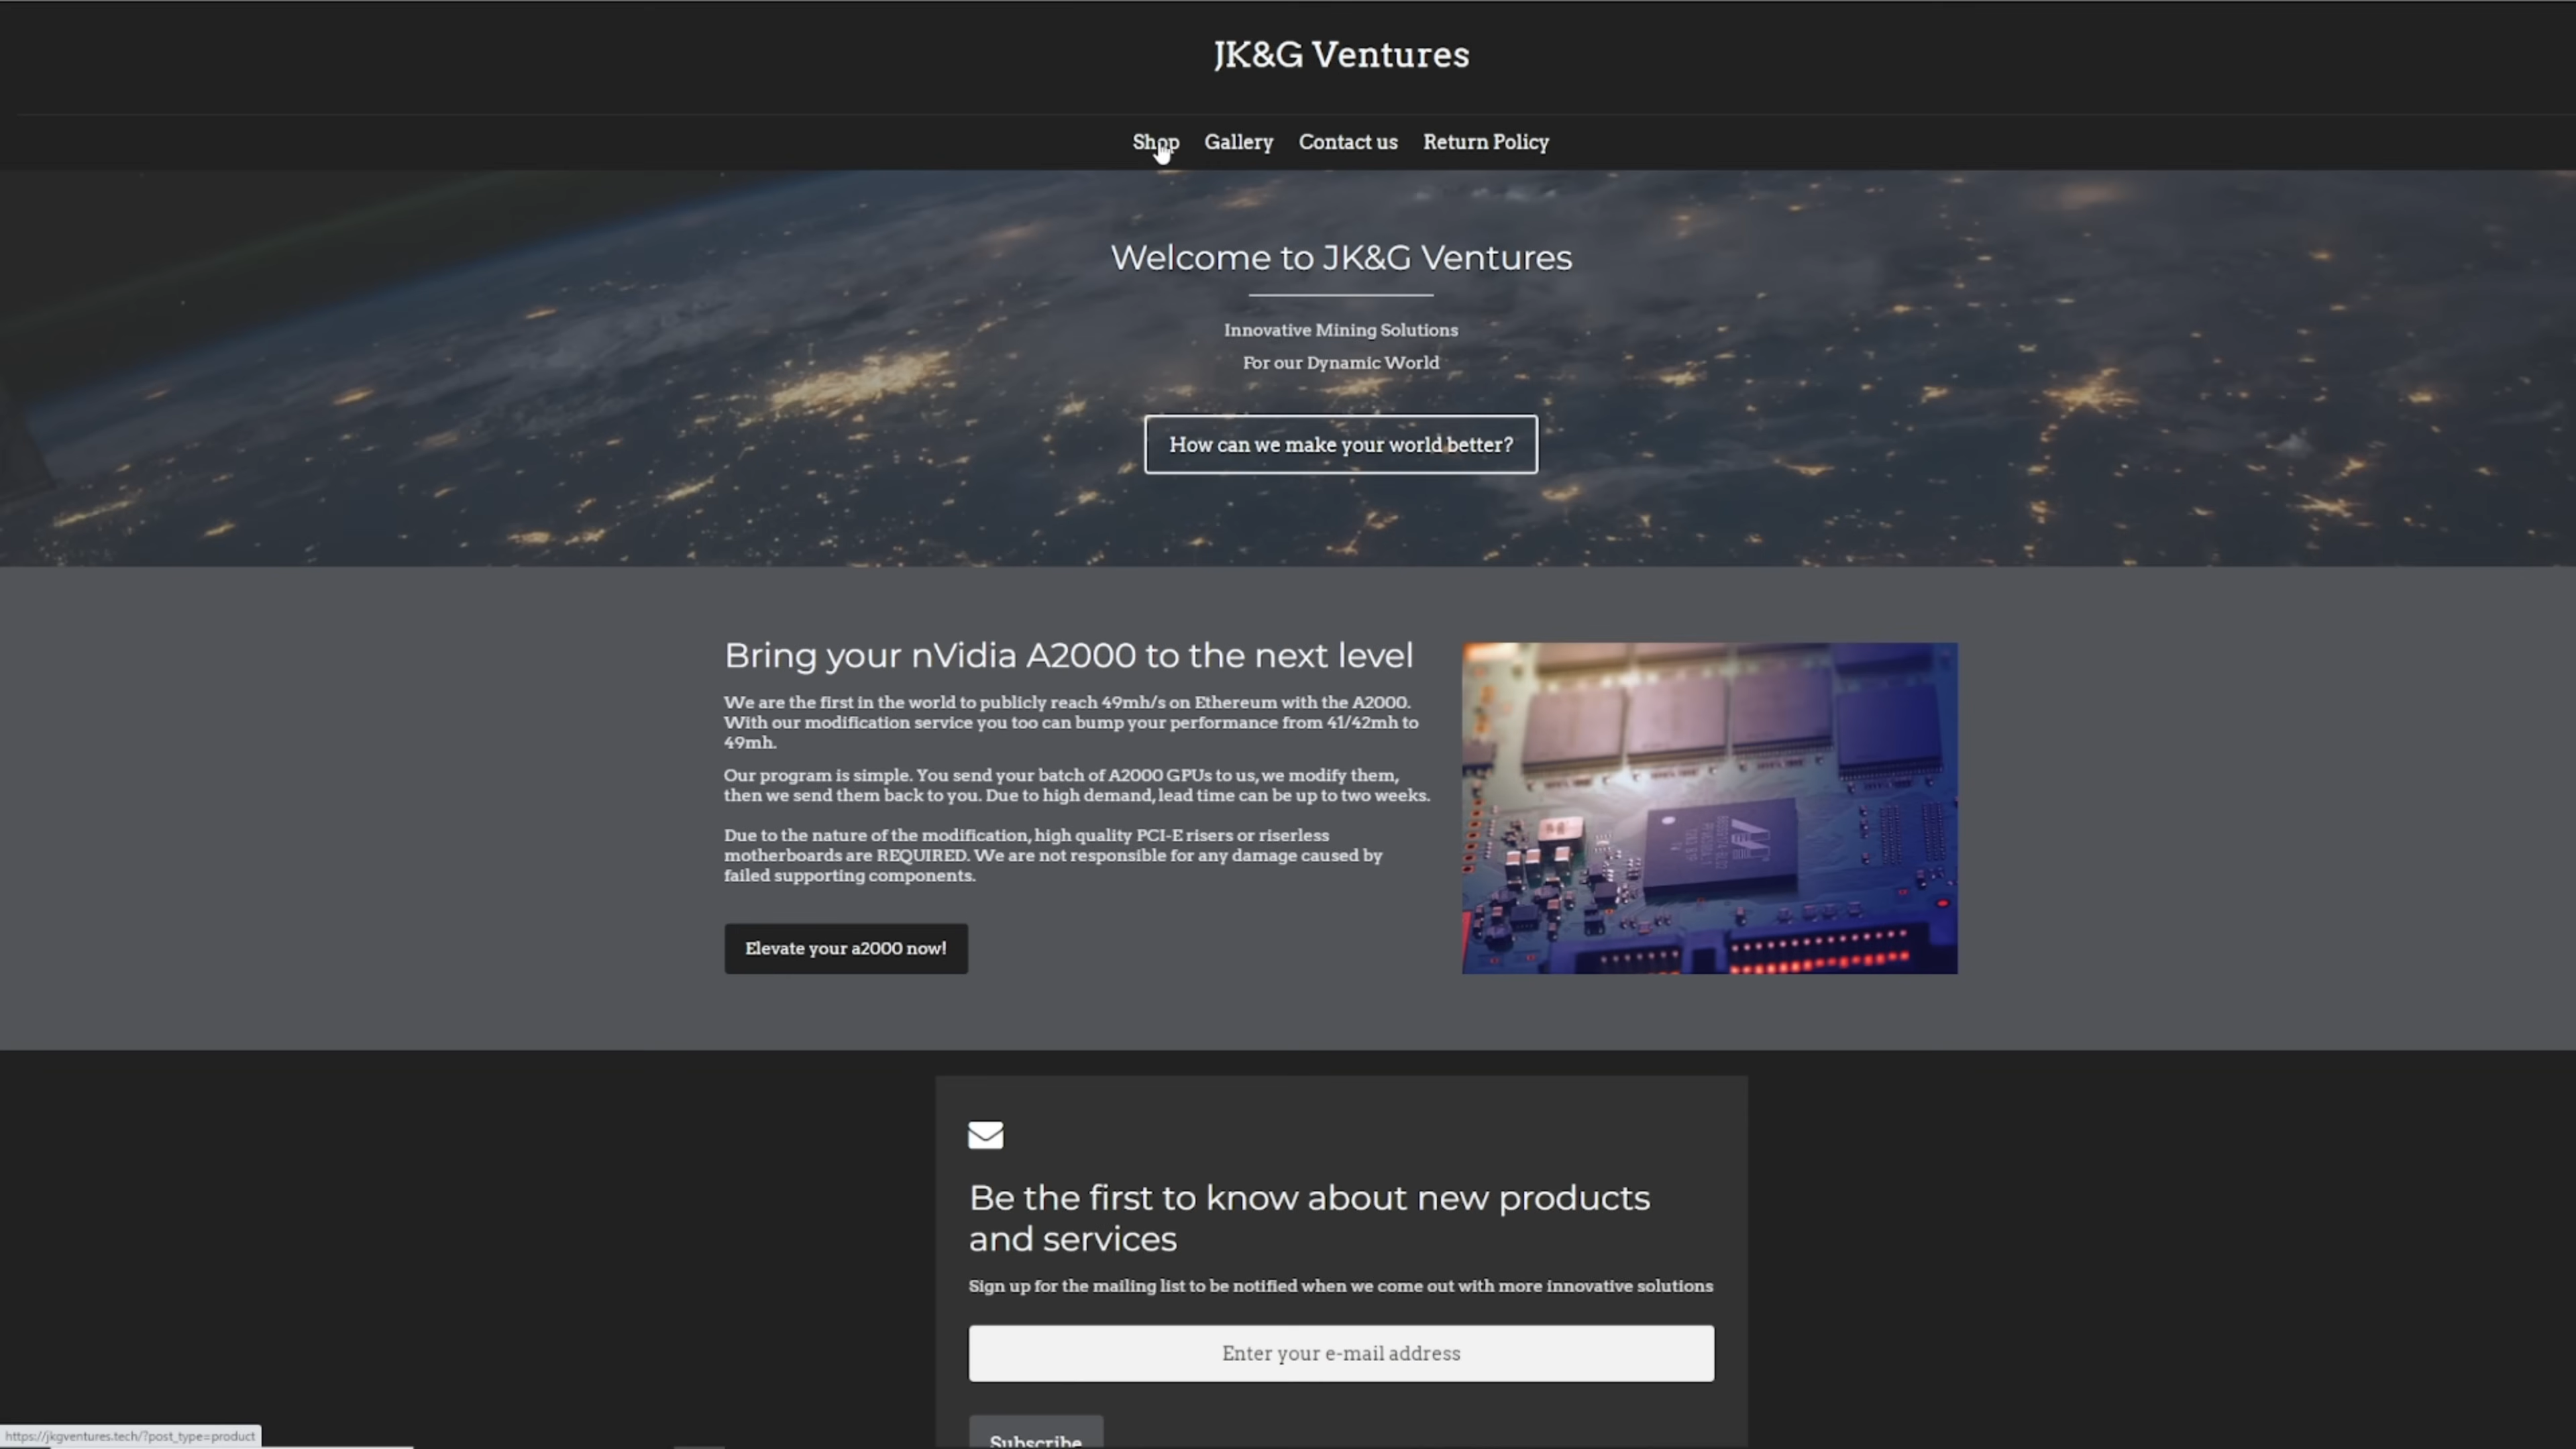 JK&G Ventures
Shop Gallery Contact us Return Policy
Welcome to JK&G Ventures
Innovative Mining Solutions
For our Dynamic World
How can we make your world better?
Bring your nVidia A2000 to the next level
We are the first in the world to publicly reach 49mh/s on Ethereum with the A2000.
With our modification service you too can bump your performance from 41/42mh to
49mh.
Our program is simple. You send your batch of A2000 GPUs to us, we modify them,
then we send them back to you. Due to high demand, lead time can be up to two weeks.
Due to the nature of the modification, high quality PCI-E risers or riserless
motherboards are REQUIRED. We are not responsible for any damage caused by
failed supporting components.
Elevate your a2000 now!
Be the first to know about new products
and services
Sign up for the mailing list to be notified when we come out with more innovative solutions
Enter your e-mail address
Subscribe
https://jkgventures.tech/?post_type=product